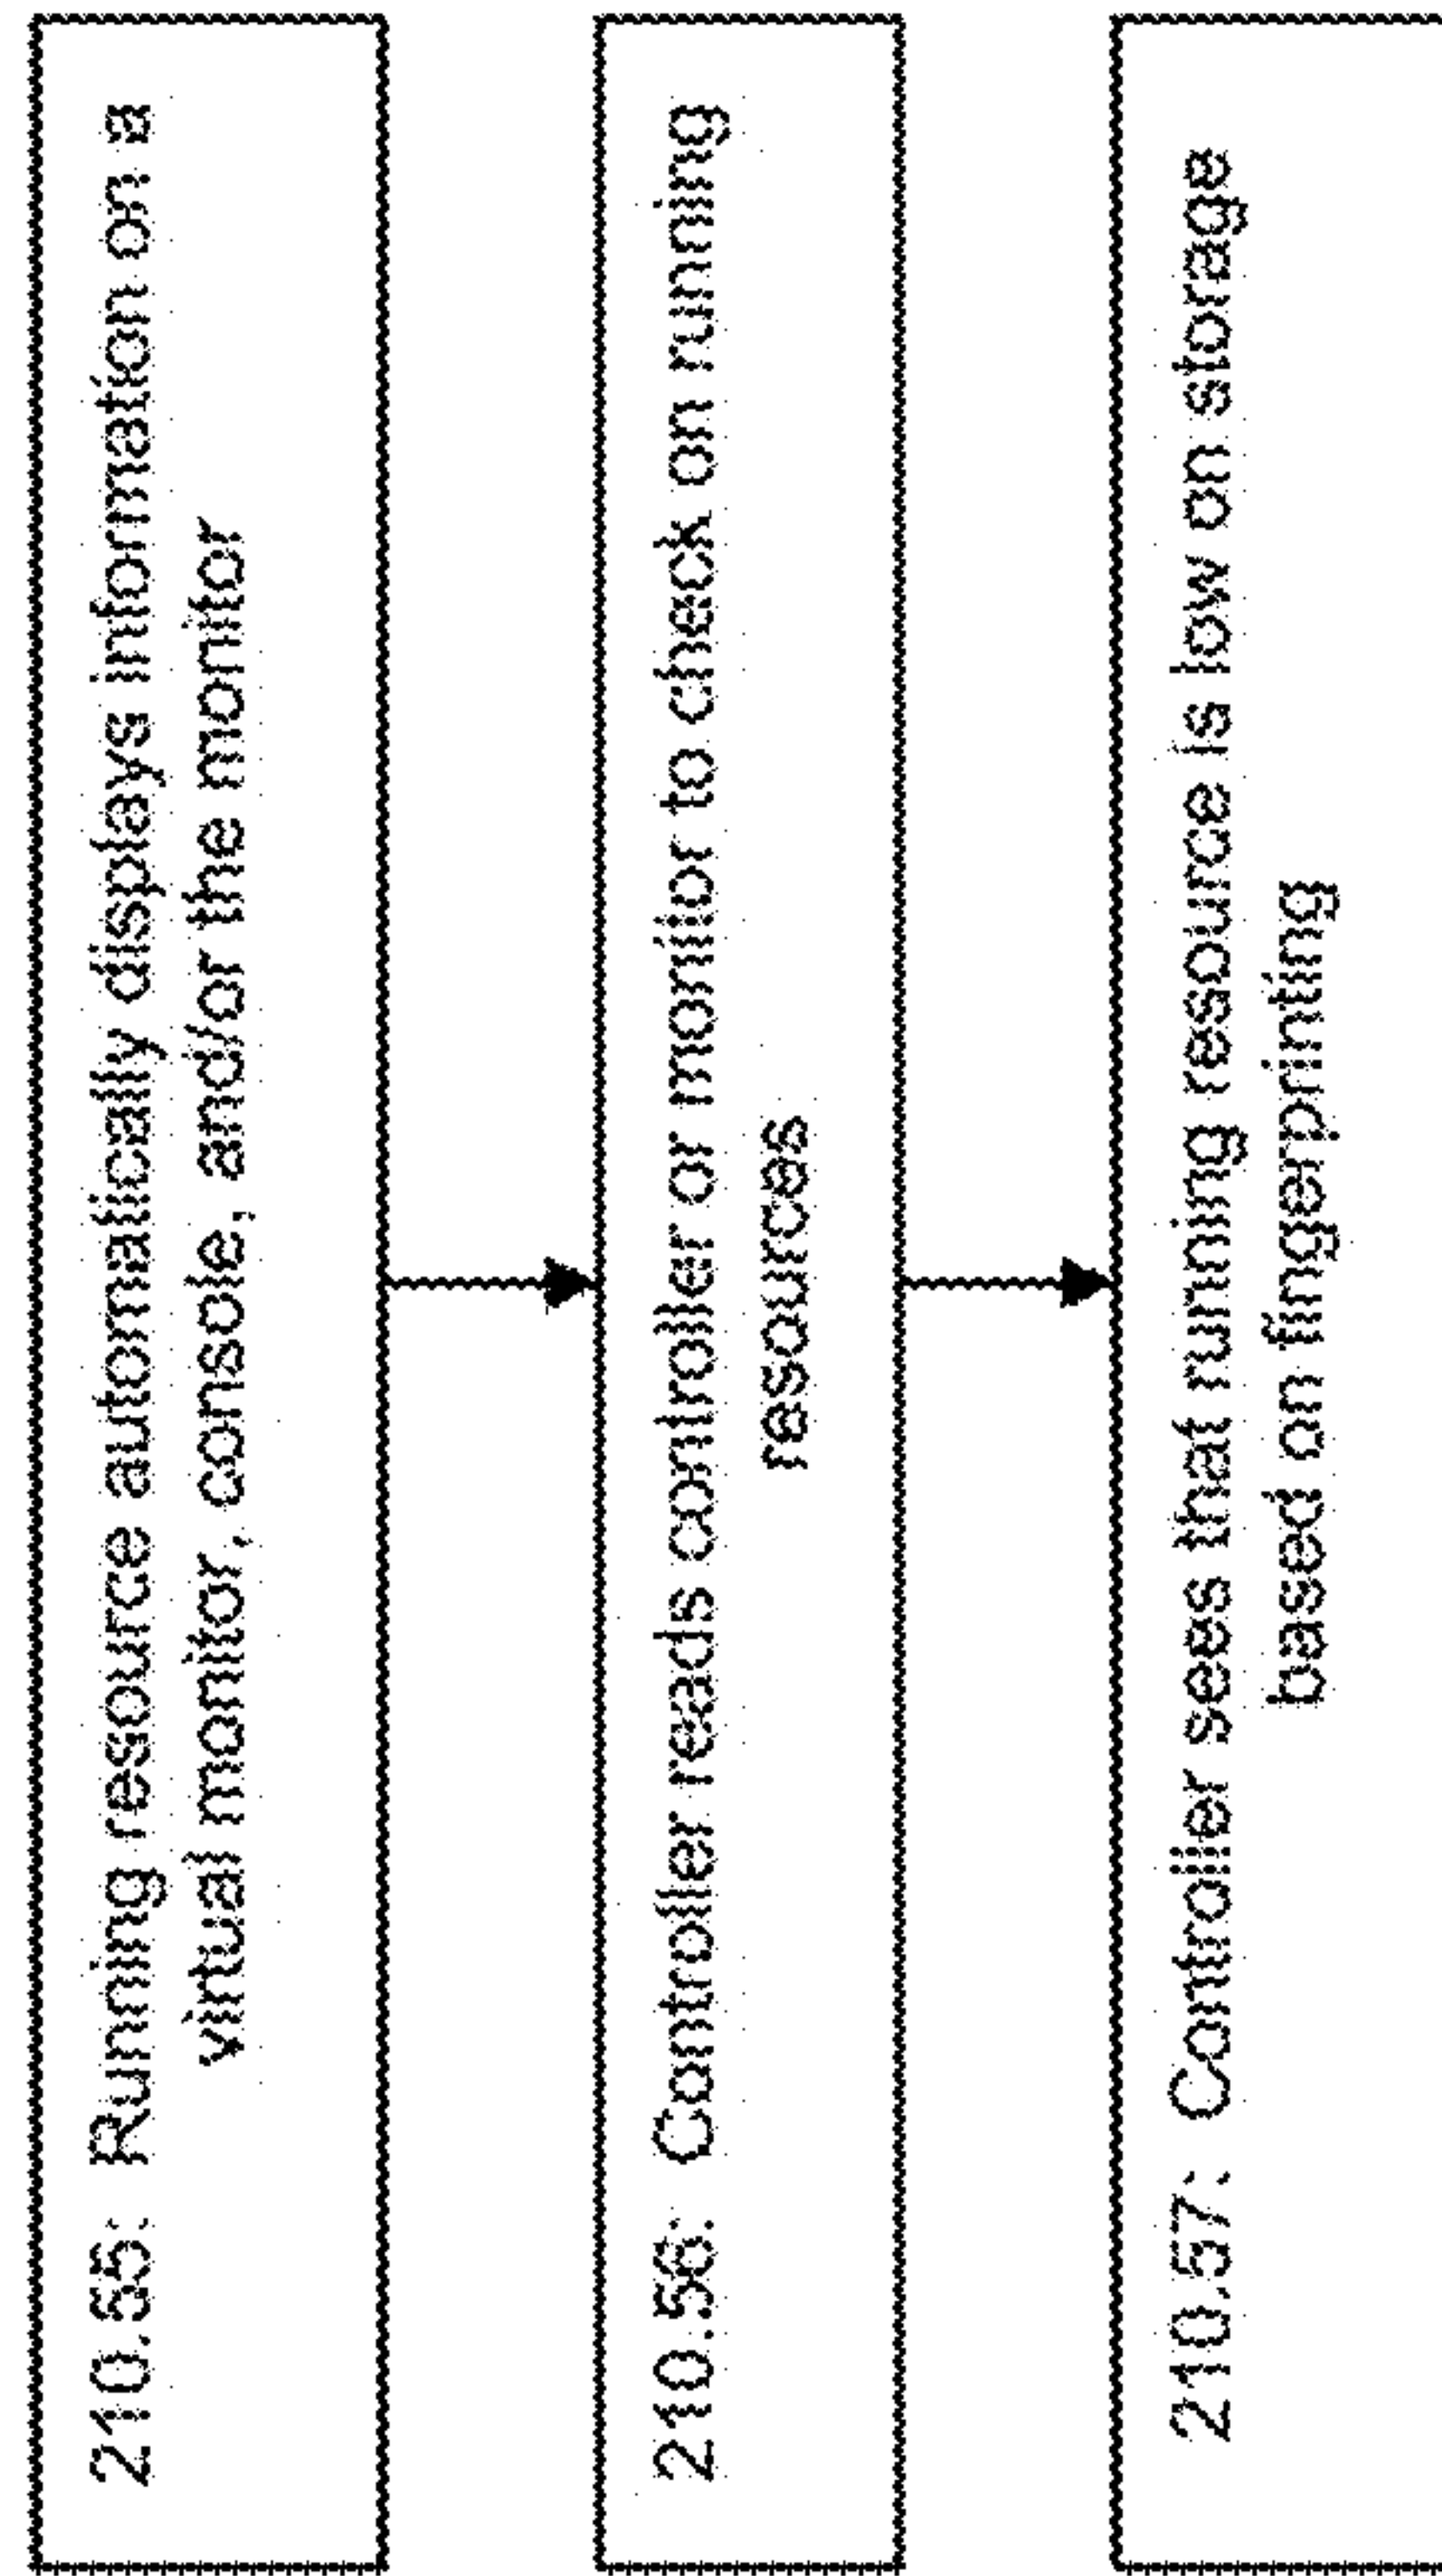 210.55: Running resource automatically displays information on a
virtual monitor, console, and/or the monitor
210.56: Controller reads controller or monitor to check on running
resources
210.57: Controller sees that running resource is low on storage
based on fingerprinting